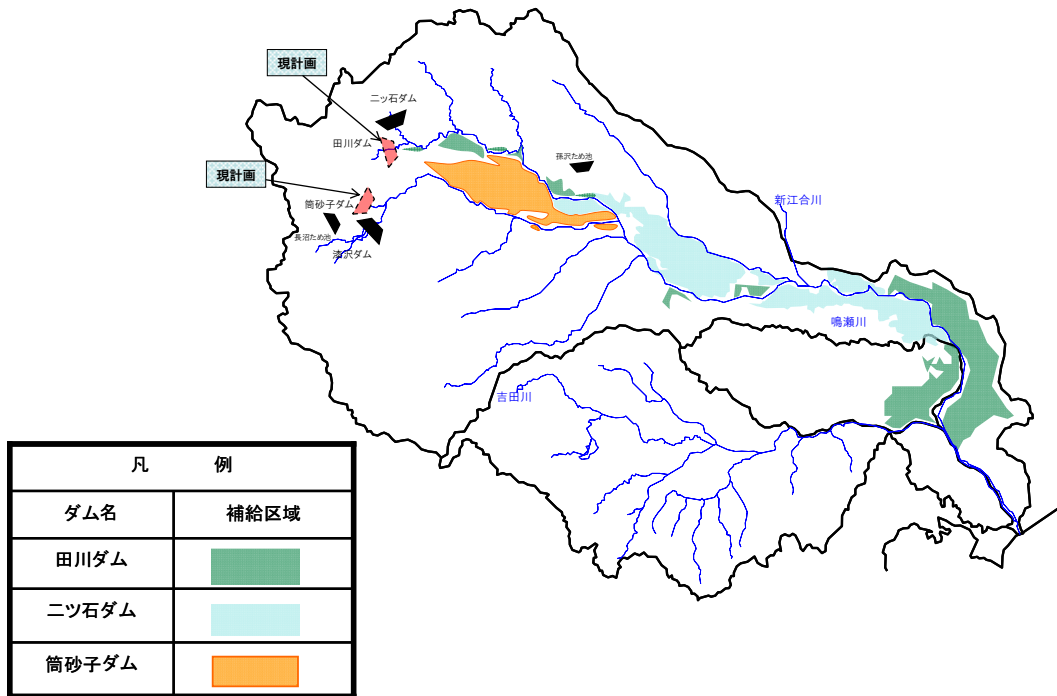 現計画
二ッ石ダム
田川ダム
現計画
孫沢ため池
筒砂子ダム
長沼ため池
漆沢ダム
新江合川
鳴瀬川
吉田川
凡 例
ダム名 補給区域
田川ダム
二ツ石ダム
筒砂子ダム